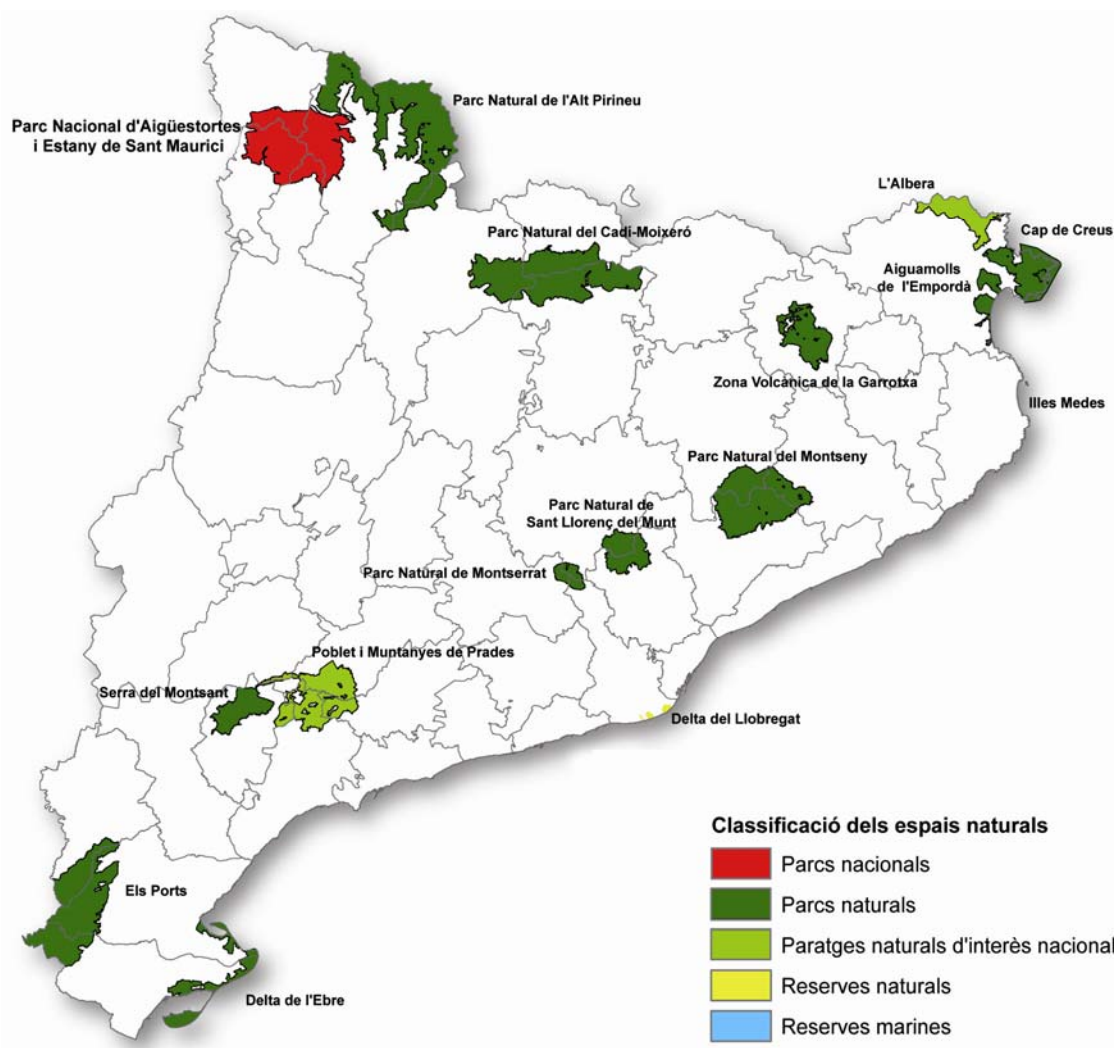 Parc Natural de l'Alt Pirineu
Parc Nacional d'Aigüestortes
i Estany de Sant Maurici
L'Albera
Parc Natural del Cadi-Moixeró
Cap de Creus
Aiguamolls
de l'Empordà
Zona Volcànica de la Garrotxa
Illes Medes
Parc Natural del Montseny
Parc Natural de
Sant Llorenç del Munt
Parc Natural de Montserrat
Poblet i Muntanyes de Prades
Serra del Montsant
Delta del Llobregat
Els Ports
Delta de l'Ebre
Classificació dels espais naturals
Parcs nacionals
Parcs naturals
Paratges naturals d'interès nacional
Reserves naturals
Reserves marines